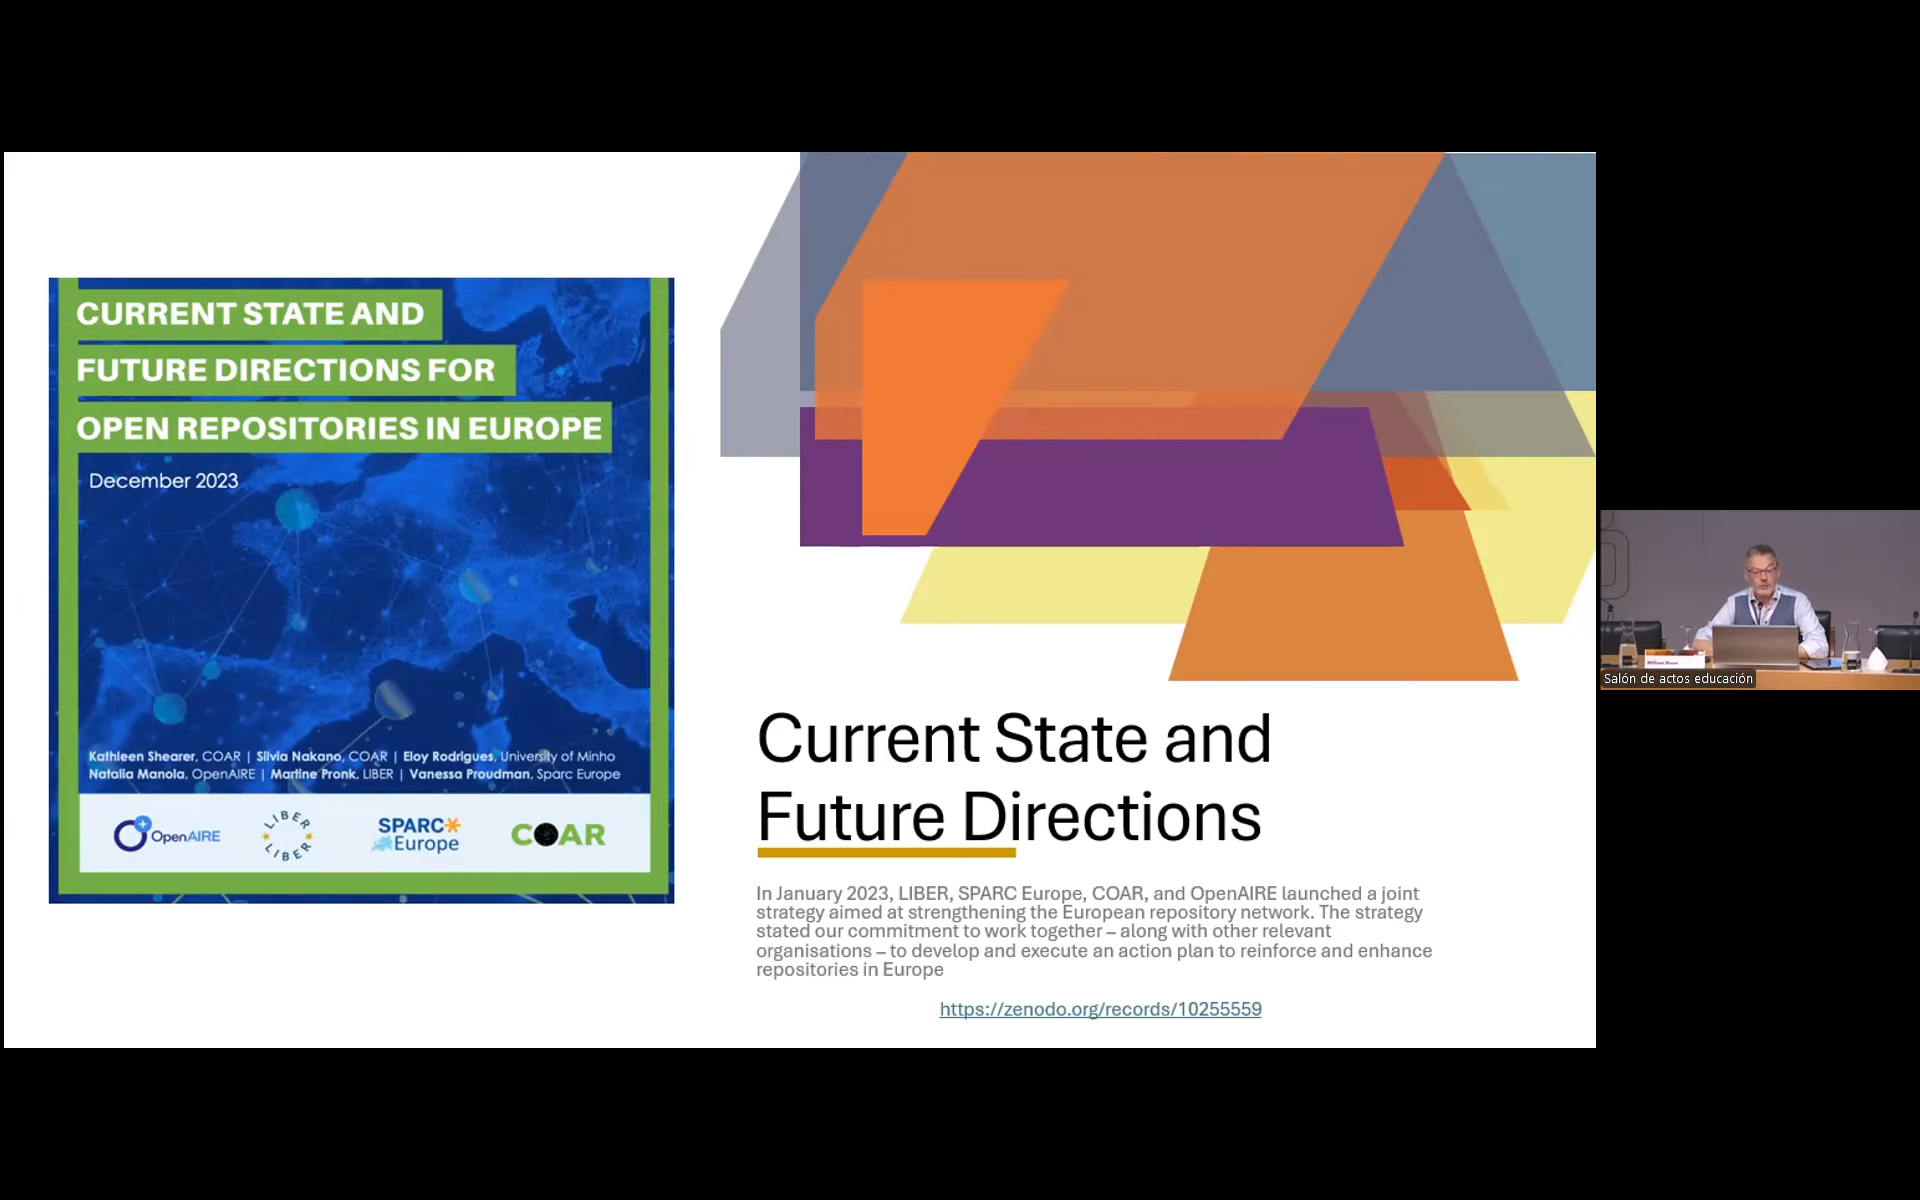 CURRENT STATE AND
FUTURE DIRECTIONS FOR
OPEN REPOSITORIES IN EUROPE
December 2023
Kathleen Shearer, COAR | Silvia Nakano, COAR | Eloy Rodrigues, University of Minho
Natalia Manola, OpenAIRE | Martine Pronk, LIBER | Vanessa Proudman, Sparc Europe
OpenAIRE
LIBER
LIBER
SPARC
Europe
COAR
Current State and
Future Directions
In January 2023, LIBER, SPARC Europe, COAR, and OpenAIRE launched a joint
strategy aimed at strengthening the European repository network. The strategy
stated our commitment to work together – along with other relevant
organisations – to develop and execute an action plan to reinforce and enhance
repositories in Europe
https://zenodo.org/records/10255559
Salón de actos educación